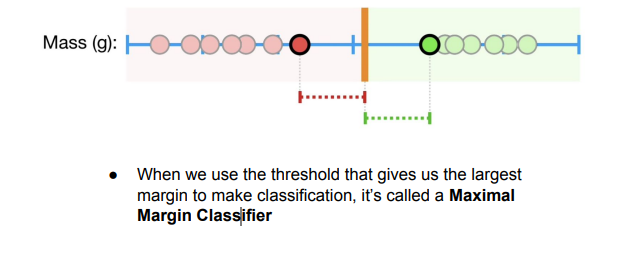 Mass (g):
● When we use the threshold that gives us the largest
margin to make classification, it's called a Maximal
Margin Classifier